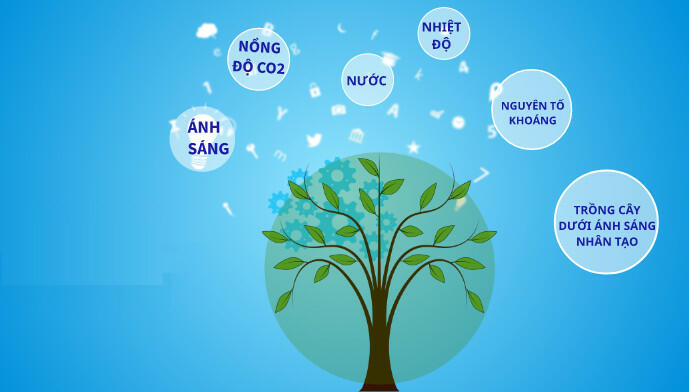 NỒNG
ĐỘ CO2
NHIỆT
ĐỘ
NƯỚC
ÁNH
SÁNG
NGUYÊN TỐ
KHOÁNG
TRỒNG CÂY
DƯỚI ÁNH SÁNG
NHÂN TẠO